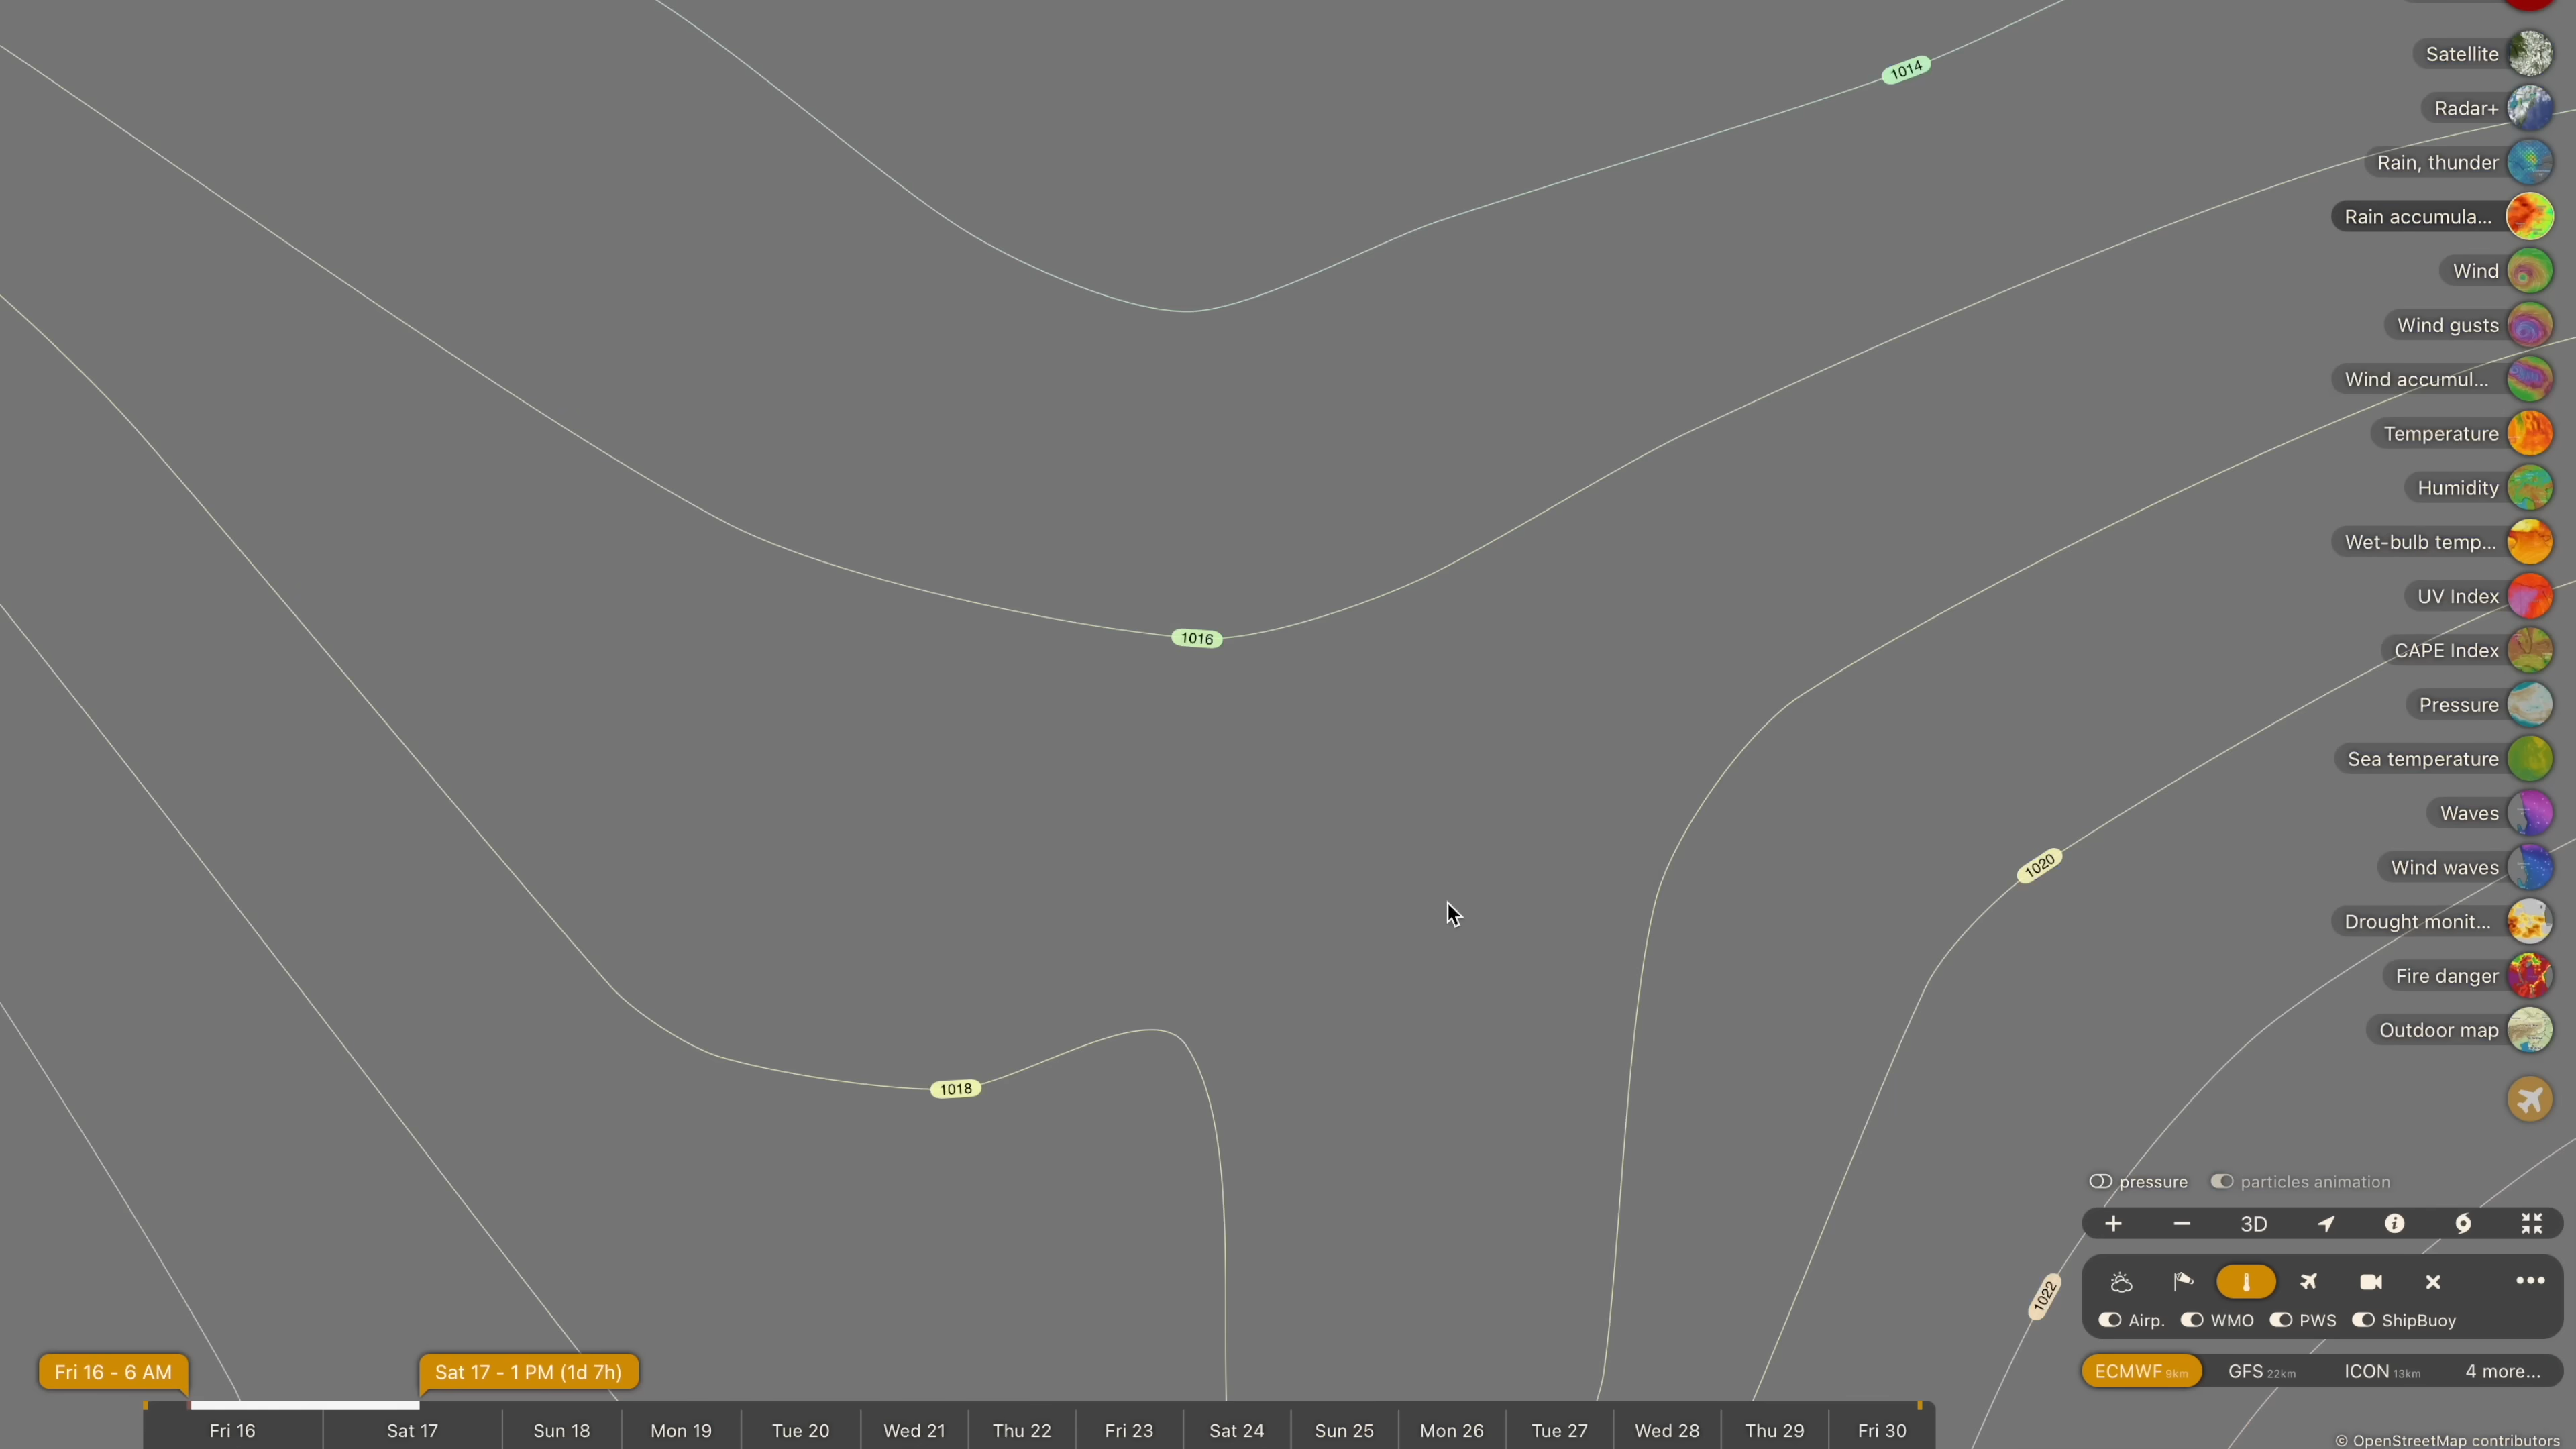 1014
Satellite
Radar+
Rain, thunder
Rain accumula...
Wind
Wind gusts
Wind accumul...
Temperature
Humidity
Wet-bulb temp...
UV Index
1016
CAPE Index
Pressure
Sea temperature
Waves
1020
Wind waves
Drought monit...
Fire danger
Outdoor map
1018
pressure particles animation
3D
1022
Airp. WMO PWS ShipBuoy
Fri 16 - 6 AM Sat 17 - 1 PM (1d 7h)
ECMWF 9km GFS 22km ICON 13km 4 more...
Fri 16 Sat 17 Sun 18 Mon 19 Tue 20 Wed 21 Thu 22 Fri 23 Sat 24 Sun 25 Mon 26 Tue 27 Wed 28 Thu 29 Fri 30
© OpenStreetMap contributors